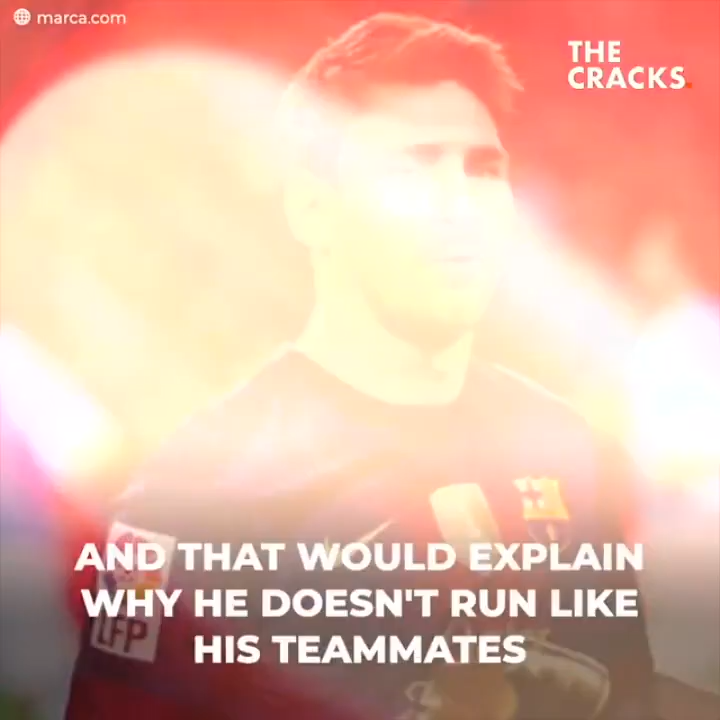 marca.com
THE
CRACKS.
AND THAT WOULD EXPLAIN
WHY HE DOESN'T RUN LIKE
HIS TEAMMATES
LFP